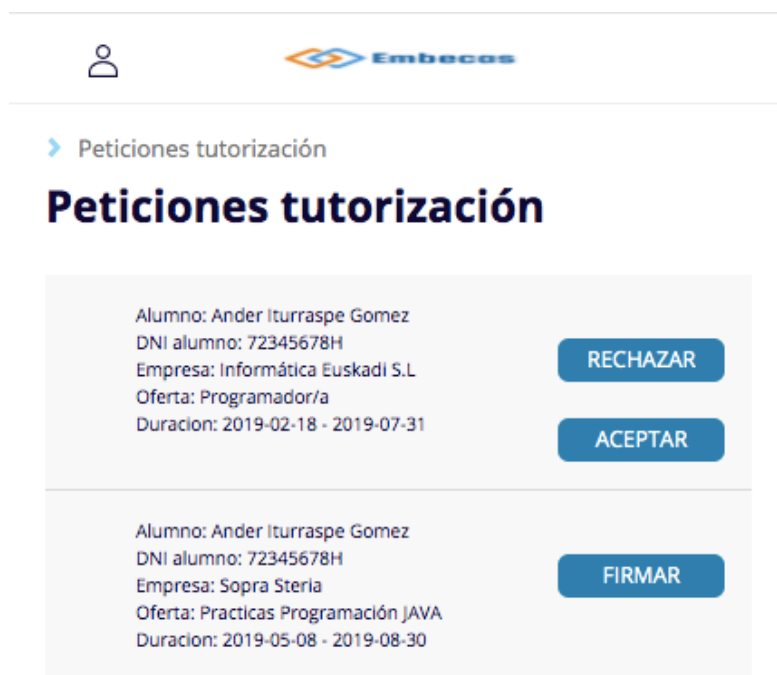 Embecas
Peticiones tutorización
Peticiones tutorización
Alumno: Ander Iturraspe Gomez
DNI alumno: 72345678H
Empresa: Informática Euskadi S.L
Oferta: Programador/a
Duracion: 2019-02-18 - 2019-07-31
RECHAZAR
ACEPTAR
Alumno: Ander Iturraspe Gomez
DNI alumno: 72345678H
Empresa: Sopra Steria
Oferta: Practicas Programación JAVA
Duracion: 2019-05-08 - 2019-08-30
FIRMAR